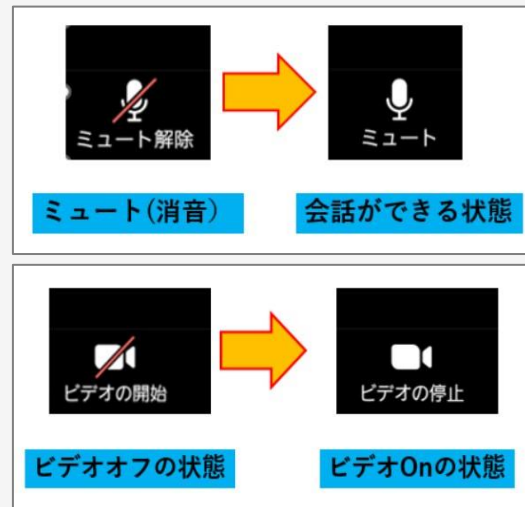 ミュート解除
ミュート
ミュート(消音）
会話ができる状態
ビデオの開始
ビデオの停止
ビデオオフの状態
ビデオOnの状態